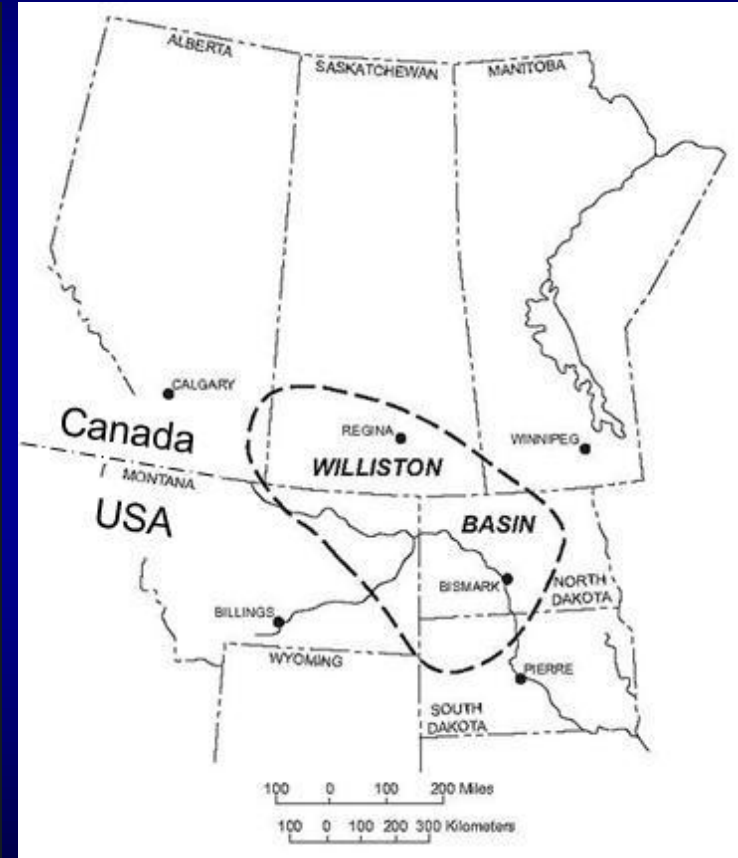 ALBERTA
SASKATCHEWAN
MANITOBA
CALGARY
Canada
REGINA
WINNIPEG
WILLISTON
MONTANA
USA
BASIN
BISMARK
NORTH
DAKOTA
BILLINGS
WYOMING
PIERRE
SOUTH
DAKOTA
100 0 100 200 Miles
100 0 100 200 300 Kilometers